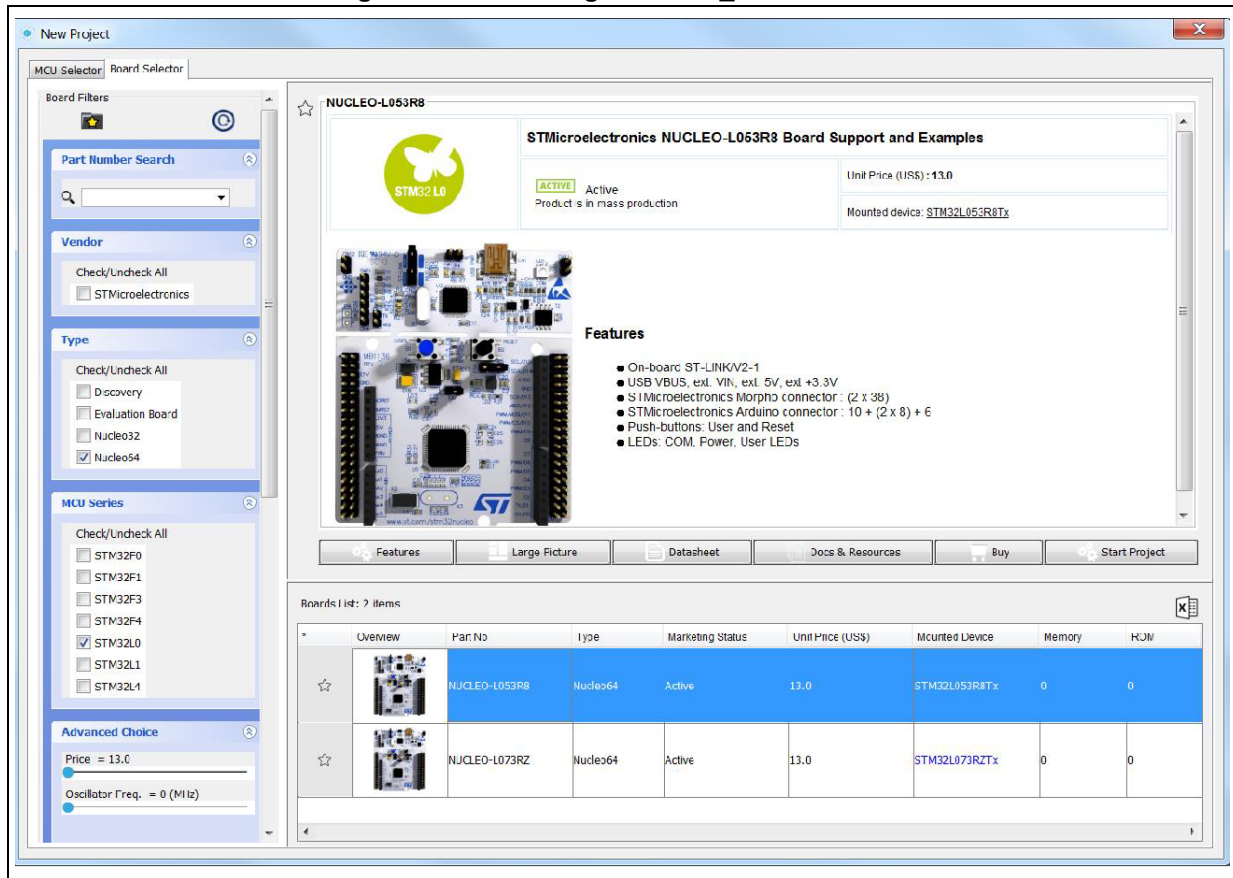 New Project
MCU Selector Board Selector
Board Filters
Part Number Search
Vendor
Check/Uncheck All
STMicroelectronics
Type
Check/Uncheck All
Discovery
Evaluation Board
Nucleo32
Nucleo64
MCU Series
Check/Uncheck All
STM32F0
STM32F1
STM32F3
STM32F4
STM32L0
STM32L1
STM32L4
Advanced Choice
Price = 13.0
Oscillator Freq. = 0 (MHz)
NUCLEO-L053R8
STM32 L0
STMicroelectronics NUCLEO-L053R8 Board Support and Examples
ACTIVE Active
Product is in mass production
Unit Price (US$) : 13.0
Mounted device: STM32L053R8Tx
MB1136
www.st.com/stm32nucleo
Features
On-board ST-LINK/V2-1
USB VBUS, ext. VIN, ext. 5V, ext +3.3V
STMicroelectronics Morpho connector : (2 x 38)
STMicroelectronics Arduino connector : 10 + (2 x 8) + 6
Push-buttons: User and Reset
LEDs: COM, Power, User LEDs
Features Large Picture Datasheet Docs & Resources Buy Start Project
Boards List: 2 items
* Overview Part No Type Marketing Status Unit Price (US$) Mounted Device Memory ROM
NUCLEO-L053R8 Nucleo64 Active 13.0 STM32L053R8Tx 0 0
NUCLEO-L073RZ Nucleo64 Active 13.0 STM32L073RZTx 0 0